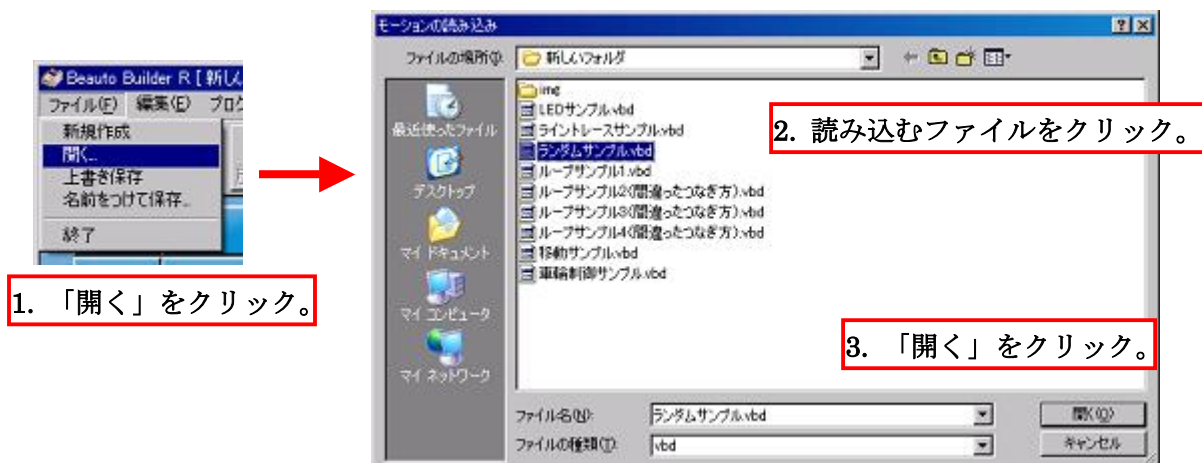 Beauto Builder R [ 新し
ファイル(F) 編集(E) プロ
新規作成
開く...
上書き保存
名前をつけて保存...
終了
1. 「開く」をクリック。
モーションの読み込み
ファイルの場所(I): 新しいフォルダ
最近使ったファイル
デスクトップ
マイ ドキュメント
マイ コンピュータ
マイ ネットワーク
img
LEDサンプル.vbd
ライントレースサンプル.vbd
ランダムサンプル.vbd
ループサンプル1.vbd
ループサンプル2(間違ったつなぎ方).vbd
ループサンプル3(間違ったつなぎ方).vbd
ループサンプル4(間違ったつなぎ方).vbd
移動サンプル.vbd
車輪制御サンプル.vbd
2. 読み込むファイルをクリック。
3. 「開く」をクリック。
ファイル名(N): ランダムサンプル.vbd 開く(O)
ファイルの種類(T): vbd キャンセル